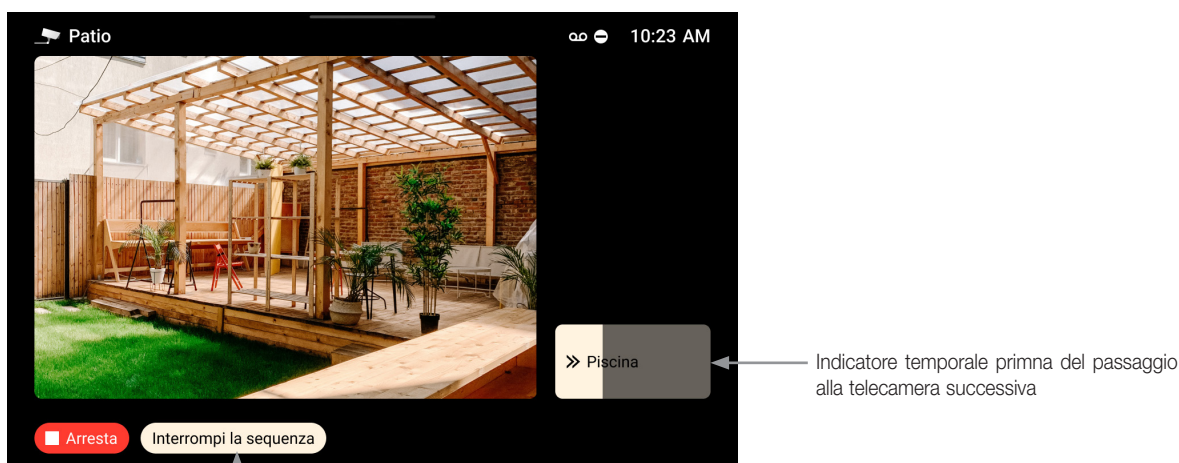 Patio
10:23 AM
Piscina
Indicatore temporale primna del passaggio
alla telecamera successiva
Arresta
Interrompi la sequenza